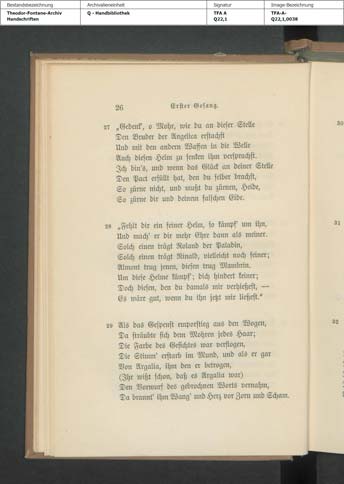 Bestandsbezeichnung
Archivalieneinheit
Signatur
Image-Bezeichnung
Theodor-Fontane-Archiv
Handschriften
Q - Handbibliothek
TFA A
Q22,1
TFA-A-
Q22,1,0038
26 Erster Gesang.
27 „Gedenk', o Mohr, wie du an dieser Stelle
Den Bruder der Angelica erstachst
Und mit den andern Waffen in die Welle
Auch diesen Helm zu senken ihm versprachst.
Ich bin's, und wenn das Glück an deiner Stelle
Den Pact erfüllt hat, den du selber brachst,
So zürne nicht, und mußt du zürnen, Heide,
So zürne dir und deinem falschen Eide.
28 „Fehlt dir ein feiner Helm, so kämpf' um ihn,
Und mach' er dir mehr Ehre dann als meiner.
Solch einen trägt Roland der Paladin,
Solch einen trägt Rinald, vielleicht noch feiner;
Almont trug jenen, diesen trug Mambrin.
Um diese Helme kämpf'; dich hindert keiner;
Doch diesen, den du damals mir verhießest, —
Es wäre gut, wenn du ihn jetzt mir ließest.“
29 Als das Gespenst emporstieg aus den Wogen,
Da sträubte sich dem Mohren jedes Haar;
Die Farbe des Gesichtes war verflogen,
Die Stimm' erstarb im Mund, und als er gar
Von Argalia, ihm den er betrogen,
(Ihr wißt schon, daß es Argalia war)
Den Vorwurf des gebrochnen Worts vernahm,
Da brannt' ihm Wang' und Herz vor Zorn und Scham.
30
31
32